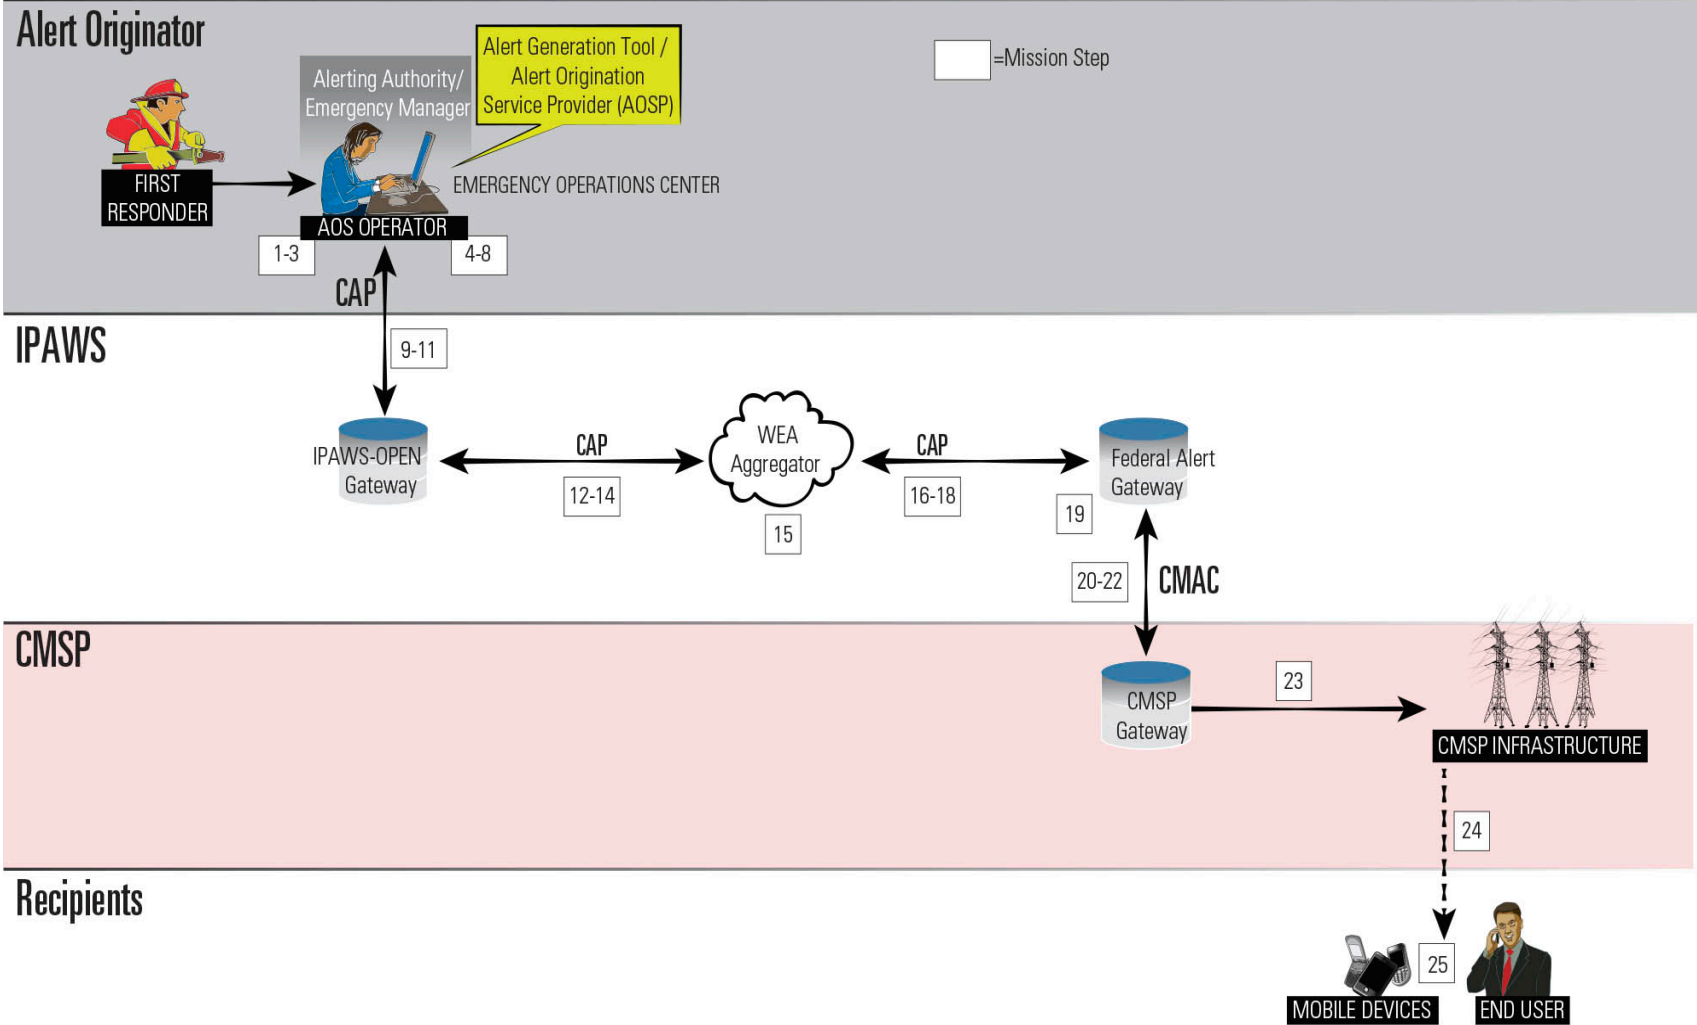 Alert Originator
Alert Generation Tool /
Alert Origination
Service Provider (AOSP)
=Mission Step
Alerting Authority/
Emergency Manager
FIRST
RESPONDER
EMERGENCY OPERATIONS CENTER
AOS OPERATOR
1-3
4-8
CAP
IPAWS
9-11
IPAWS-OPEN
Gateway
CAP
12-14
WEA
Aggregator
15
CAP
16-18
Federal Alert
Gateway
19
20-22
CMAC
CMSP
CMSP
Gateway
23
CMSP INFRASTRUCTURE
24
Recipients
25
MOBILE DEVICES
END USER